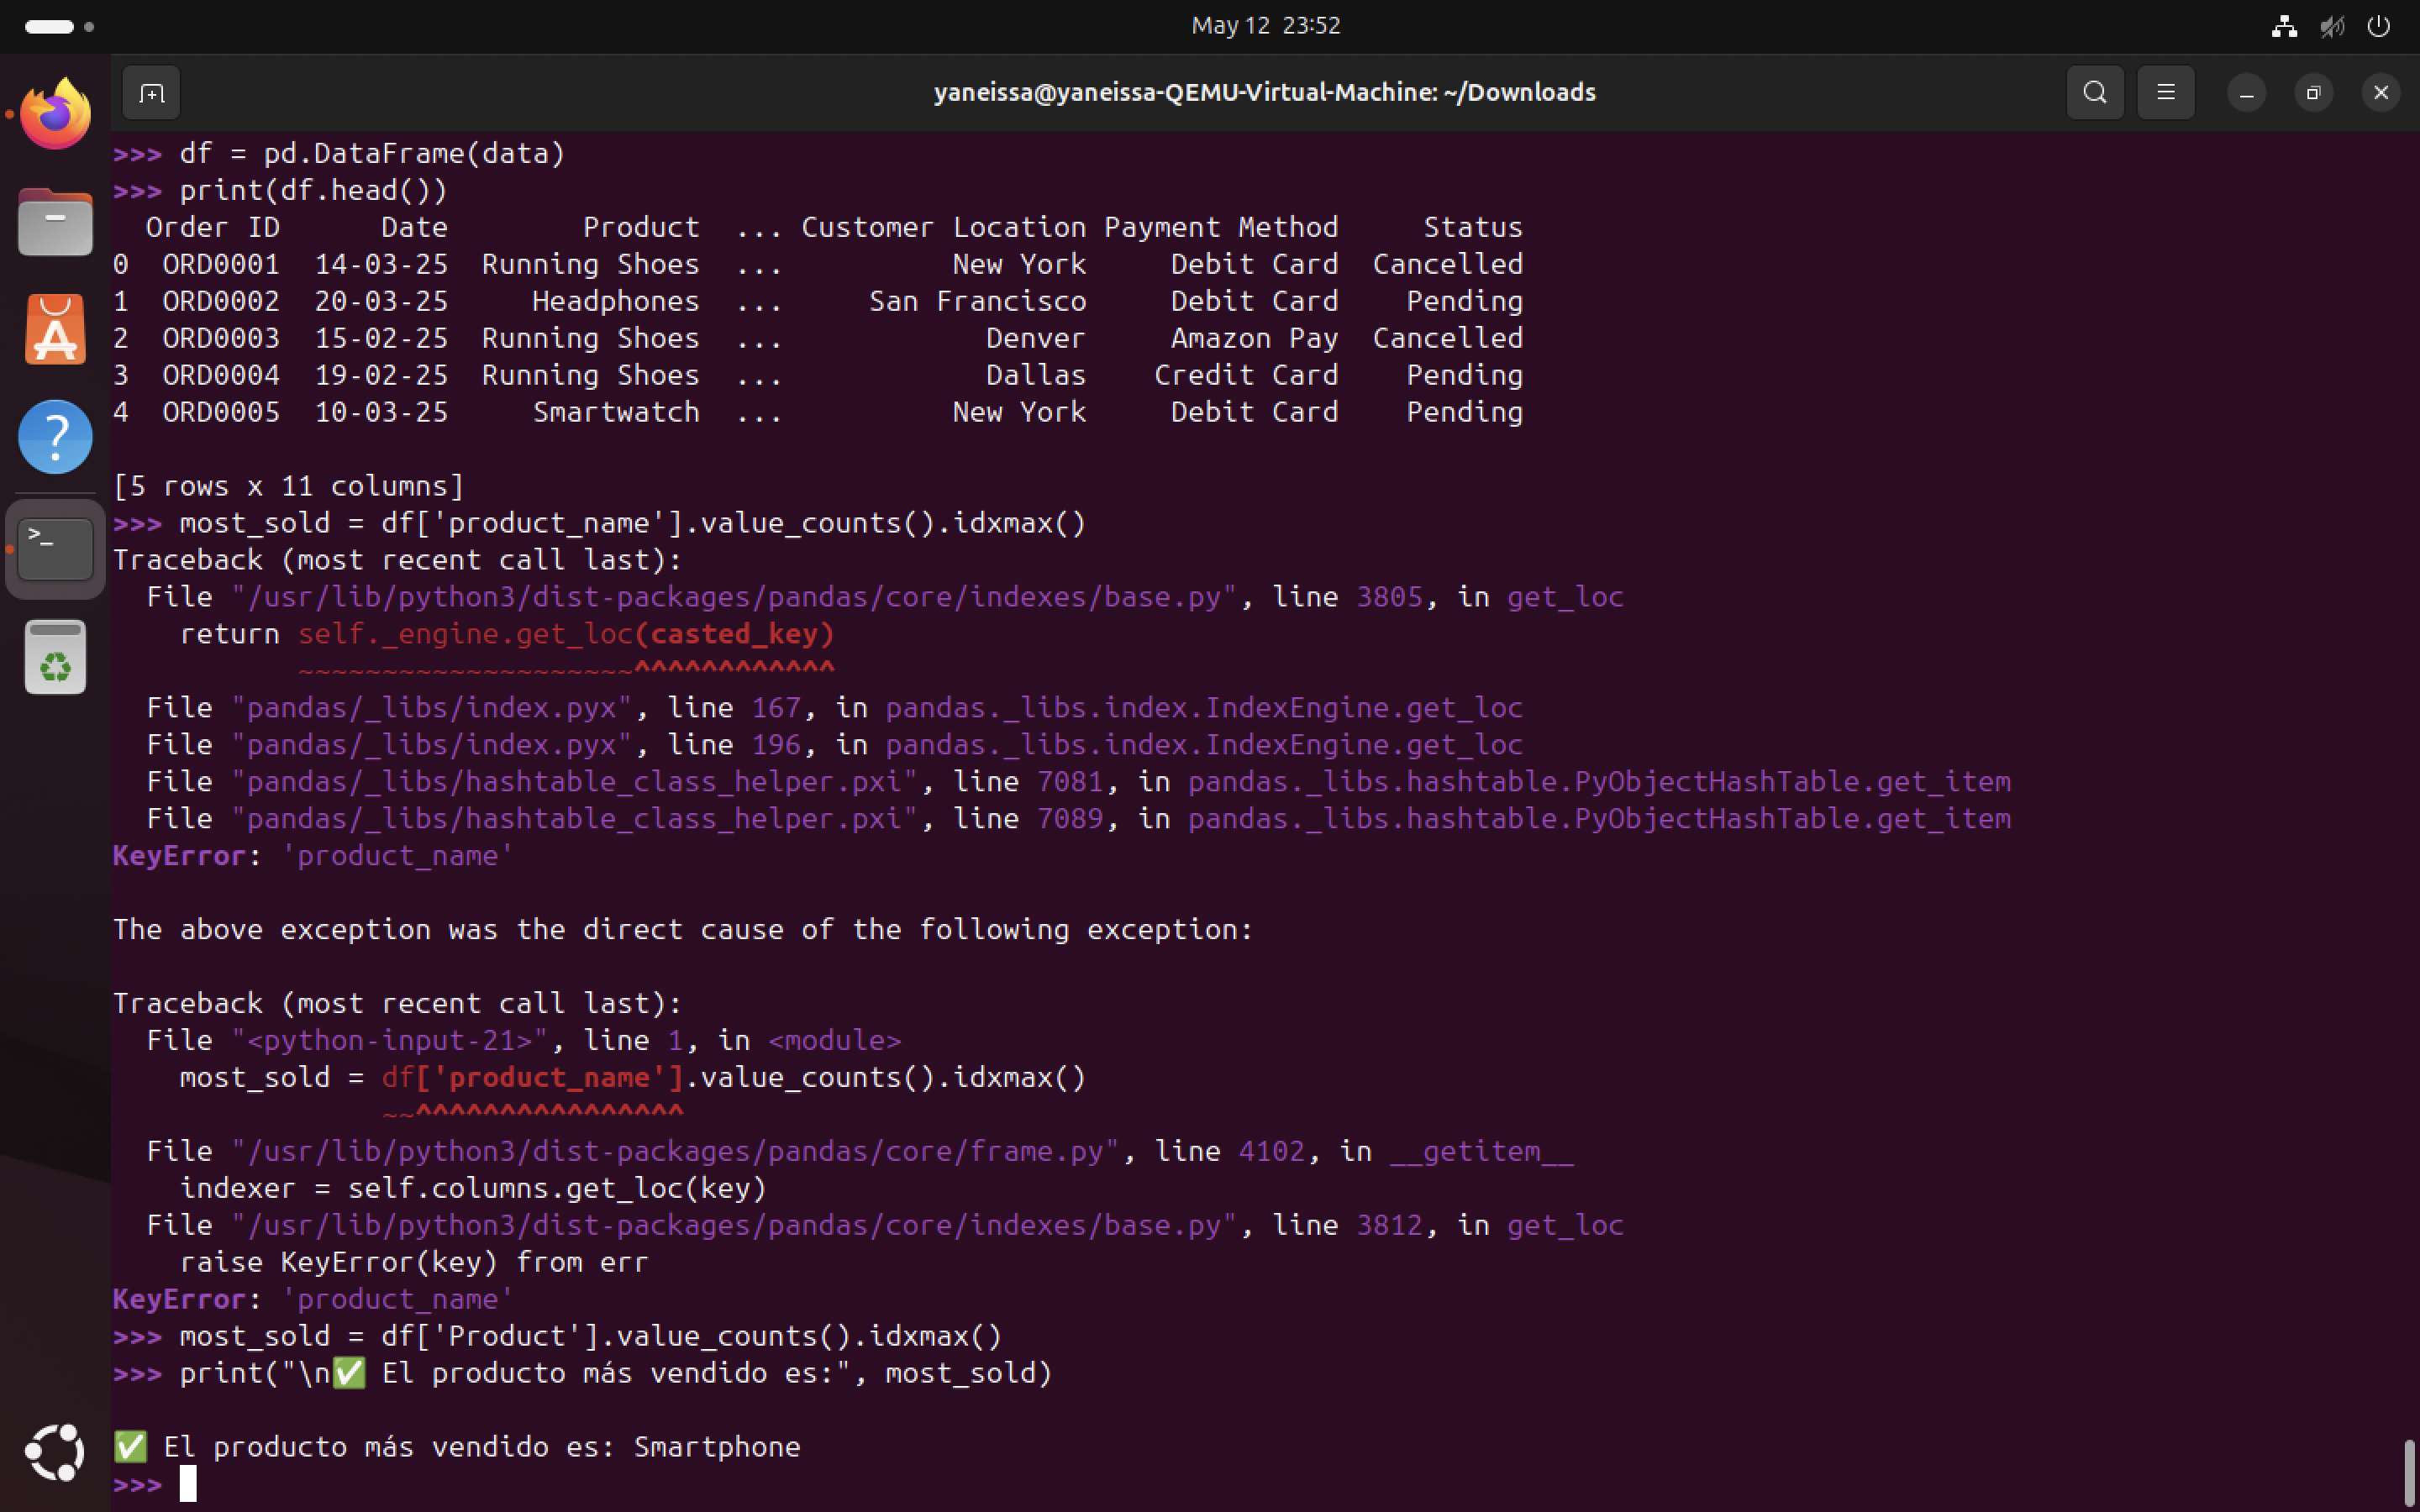 May 12  23:52
yaneissa@yaneissa-QEMU-Virtual-Machine: ~/Downloads
>>> df = pd.DataFrame(data)
>>> print(df.head())
  Order ID      Date        Product  ... Customer Location Payment Method     Status
0  ORD0001  14-03-25  Running Shoes  ...          New York     Debit Card  Cancelled
1  ORD0002  20-03-25     Headphones  ...     San Francisco     Debit Card    Pending
2  ORD0003  15-02-25  Running Shoes  ...            Denver     Amazon Pay  Cancelled
3  ORD0004  19-02-25  Running Shoes  ...            Dallas    Credit Card    Pending
4  ORD0005  10-03-25     Smartwatch  ...          New York     Debit Card    Pending
[5 rows x 11 columns]
>>> most_sold = df['product_name'].value_counts().idxmax()
Traceback (most recent call last):
  File "/usr/lib/python3/dist-packages/pandas/core/indexes/base.py", line 3805, in get_loc
    return self._engine.get_loc(casted_key)
           ~~~~~~~~~~~~~~~~~~~~^^^^^^^^^^^^
  File "pandas/_libs/index.pyx", line 167, in pandas._libs.index.IndexEngine.get_loc
  File "pandas/_libs/index.pyx", line 196, in pandas._libs.index.IndexEngine.get_loc
  File "pandas/_libs/hashtable_class_helper.pxi", line 7081, in pandas._libs.hashtable.PyObjectHashTable.get_item
  File "pandas/_libs/hashtable_class_helper.pxi", line 7089, in pandas._libs.hashtable.PyObjectHashTable.get_item
KeyError: 'product_name'
The above exception was the direct cause of the following exception:
Traceback (most recent call last):
  File "<python-input-21>", line 1, in <module>
    most_sold = df['product_name'].value_counts().idxmax()
                ~~^^^^^^^^^^^^^^^^
  File "/usr/lib/python3/dist-packages/pandas/core/frame.py", line 4102, in __getitem__
    indexer = self.columns.get_loc(key)
  File "/usr/lib/python3/dist-packages/pandas/core/indexes/base.py", line 3812, in get_loc
    raise KeyError(key) from err
KeyError: 'product_name'
>>> most_sold = df['Product'].value_counts().idxmax()
>>> print("\n✅ El producto más vendido es:", most_sold)
✅ El producto más vendido es: Smartphone
>>>